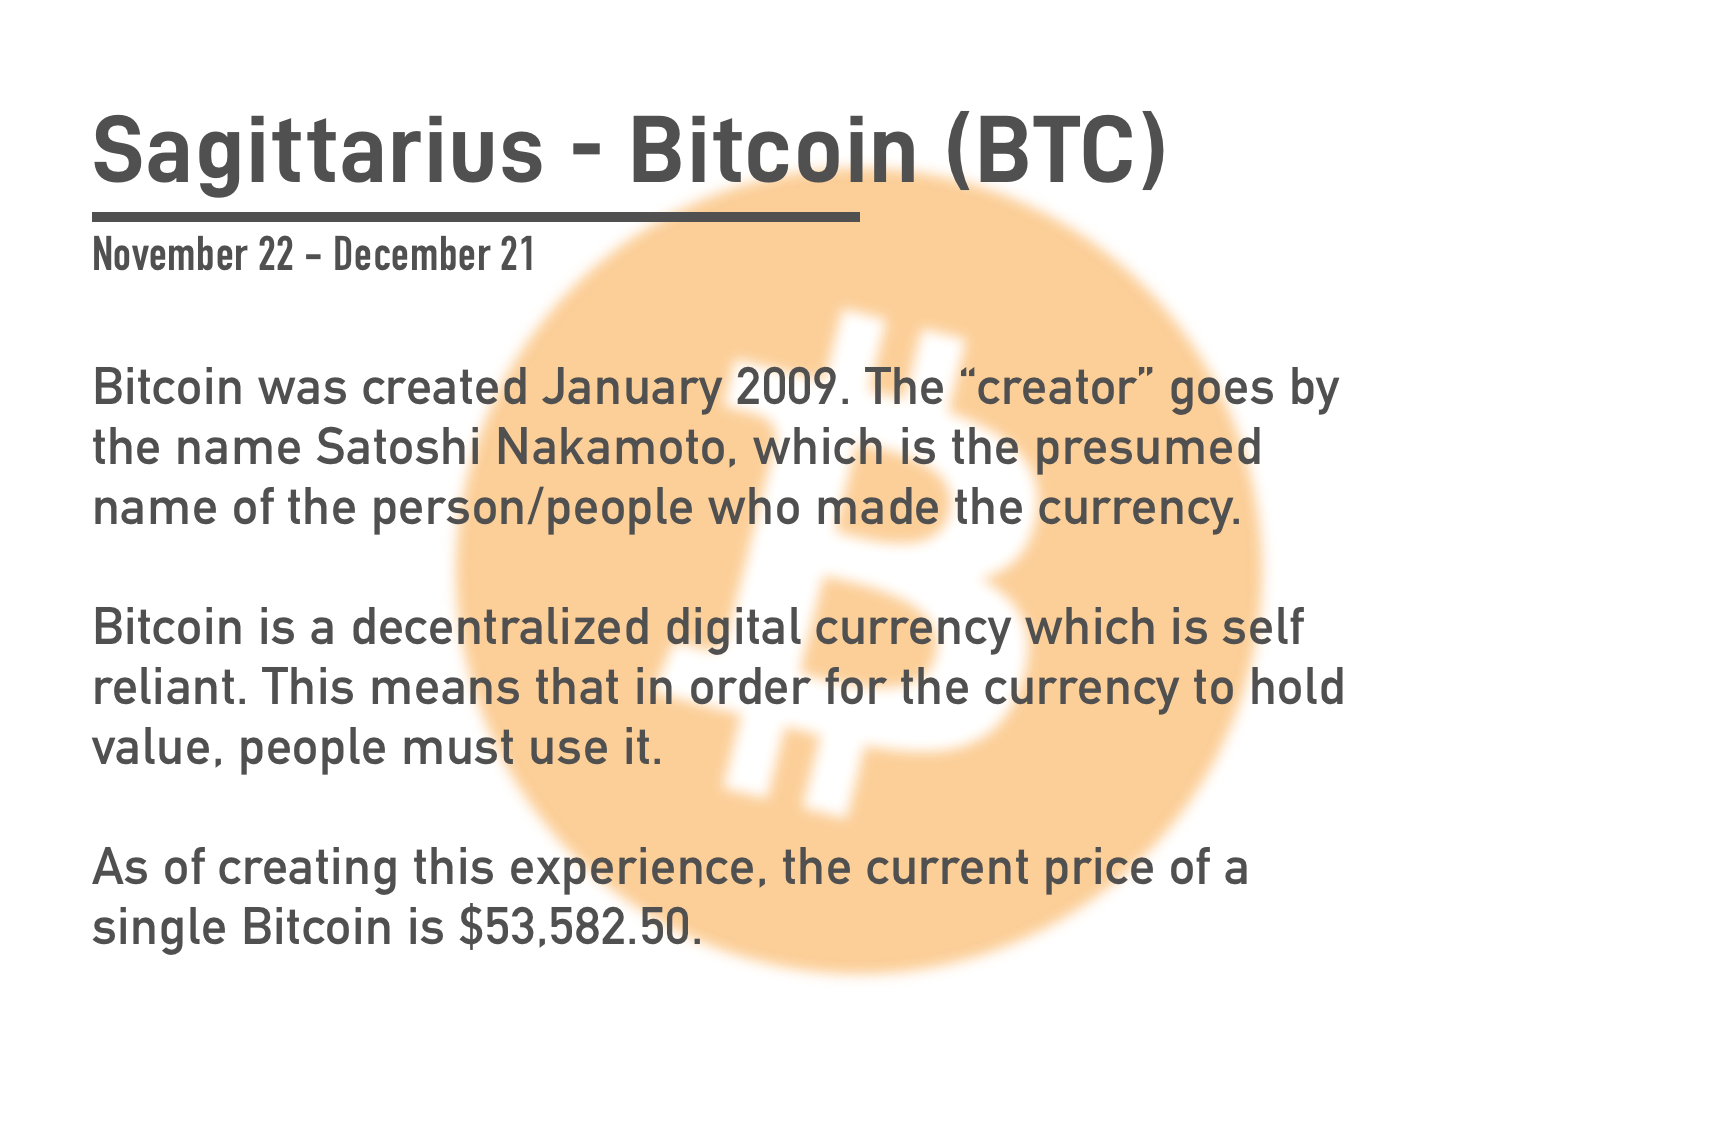 Sagittarius - Bitcoin (BTC)
November 22 – December 21
Bitcoin was created January 2009. The “creator” goes by
the name Satoshi Nakamoto, which is the presumed
name of the person/people who made the currency.
Bitcoin is a decentralized digital currency which is self
reliant. This means that in order for the currency to hold
value, people must use it.
As of creating this experience, the current price of a
single Bitcoin is $53,582.50.